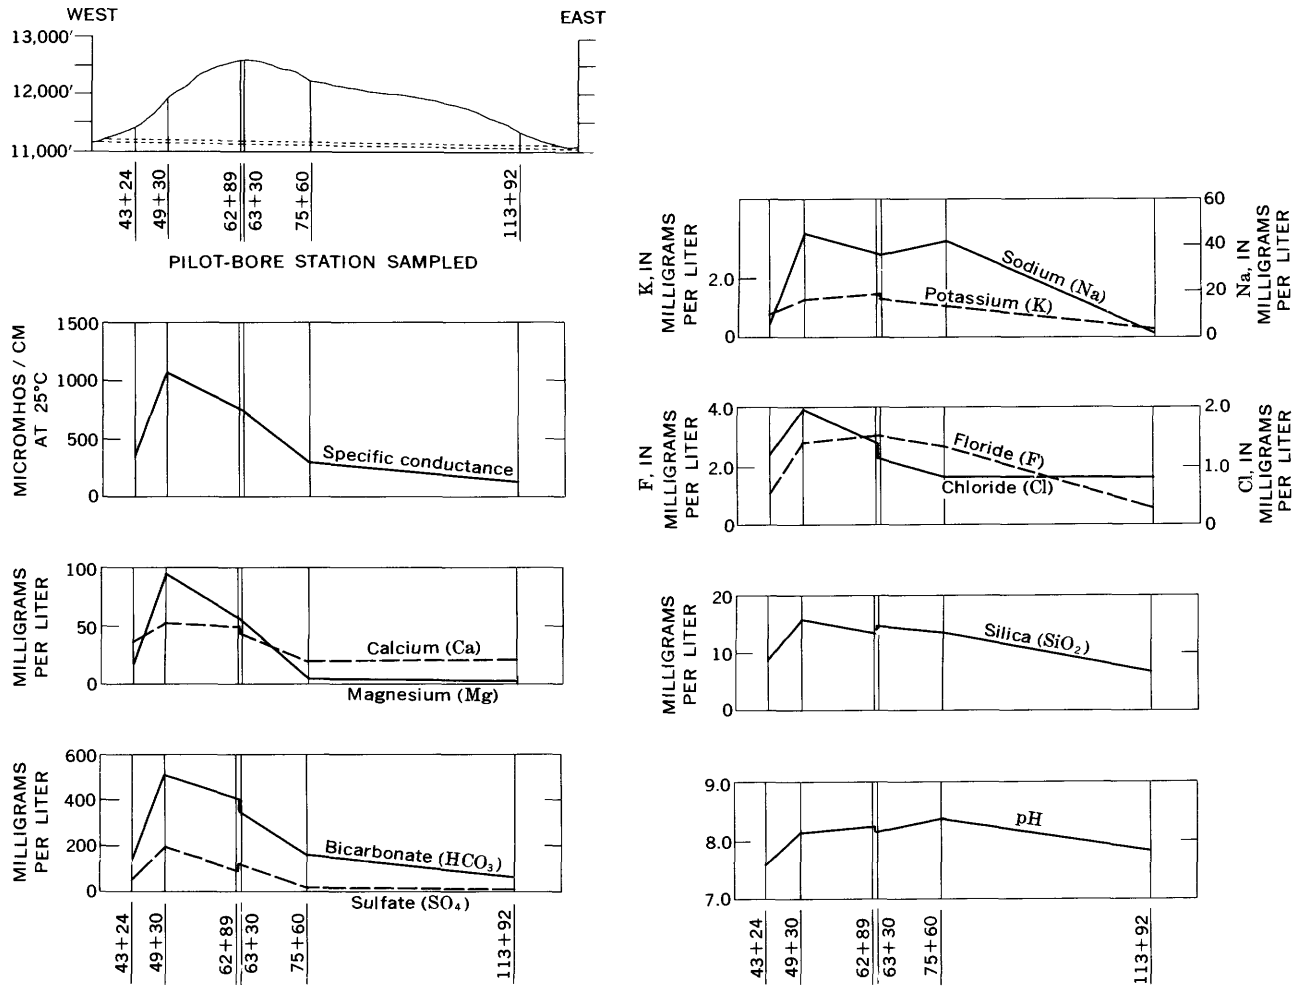 WEST
EAST
13,000'
12,000'
11,000'
43+24
49+30
62+89
63+30
75+60
113+92
PILOT-BORE STATION SAMPLED
MICROMHOS / CM
AT 25°C
1500
1000
500
0
Specific conductance
MILLIGRAMS
PER LITER
100
50
0
Calcium (Ca)
Magnesium (Mg)
MILLIGRAMS
PER LITER
600
400
200
0
Bicarbonate (HCO₃)
Sulfate (SO₄)
43+24
49+30
62+89
63+30
75+60
113+92
K, IN
MILLIGRAMS
PER LITER
2.0
0
Sodium (Na)
Potassium (K)
60
40
20
0
Na, IN
MILLIGRAMS
PER LITER
F, IN
MILLIGRAMS
PER LITER
4.0
2.0
0
Floride (F)
Chloride (Cl)
2.0
1.0
0
Cl, IN
MILLIGRAMS
PER LITER
MILLIGRAMS
PER LITER
20
10
0
Silica (SiO₂)
9.0
8.0
7.0
pH
43+24
49+30
62+89
63+30
75+60
113+92